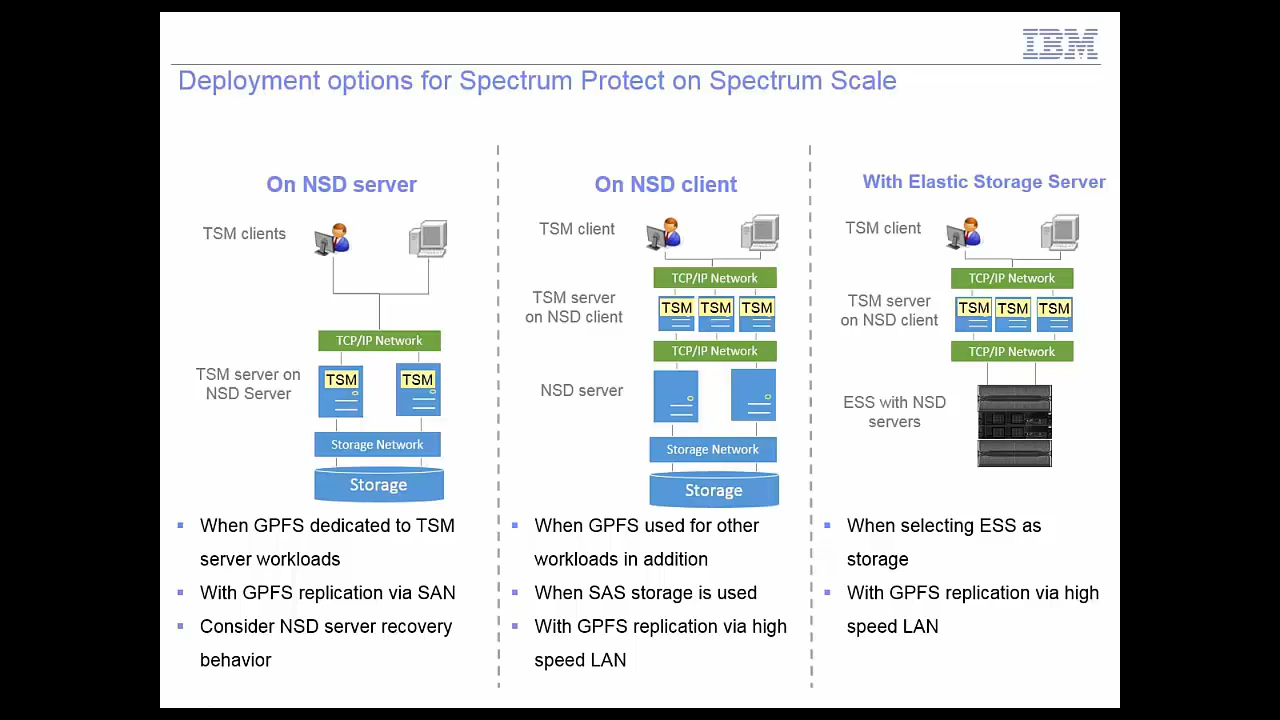 IBM
Deployment options for Spectrum Protect on Spectrum Scale
On NSD server
TSM clients
TCP/IP Network
TSM server on
NSD Server
TSM
TSM
Storage Network
Storage
When GPFS dedicated to TSM
server workloads
With GPFS replication via SAN
Consider NSD server recovery
behavior
On NSD client
TSM client
TCP/IP Network
TSM server
on NSD client
TSM
TSM
TSM
TCP/IP Network
NSD server
Storage Network
Storage
When GPFS used for other
workloads in addition
When SAS storage is used
With GPFS replication via high
speed LAN
With Elastic Storage Server
TSM client
TCP/IP Network
TSM server
on NSD client
TSM
TSM
TSM
TCP/IP Network
ESS with NSD
servers
When selecting ESS as
storage
With GPFS replication via high
speed LAN